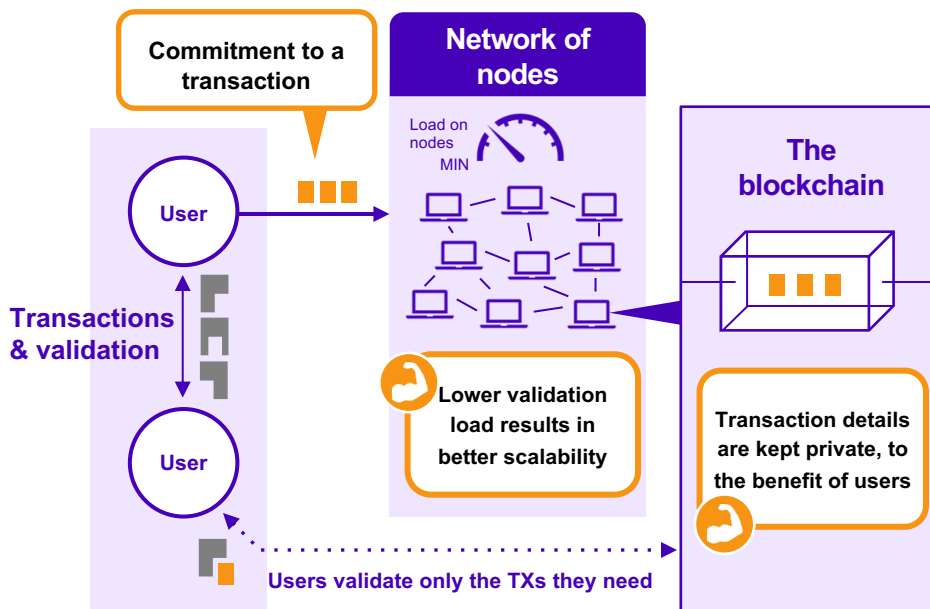 Commitment to a
transaction
Network of
nodes
Load on
nodes
MIN
The
blockchain
User
Transactions
& validation
User
Lower validation
load results in
better scalability
Transaction details
are kept private, to
the benefit of users
Users validate only the TXs they need